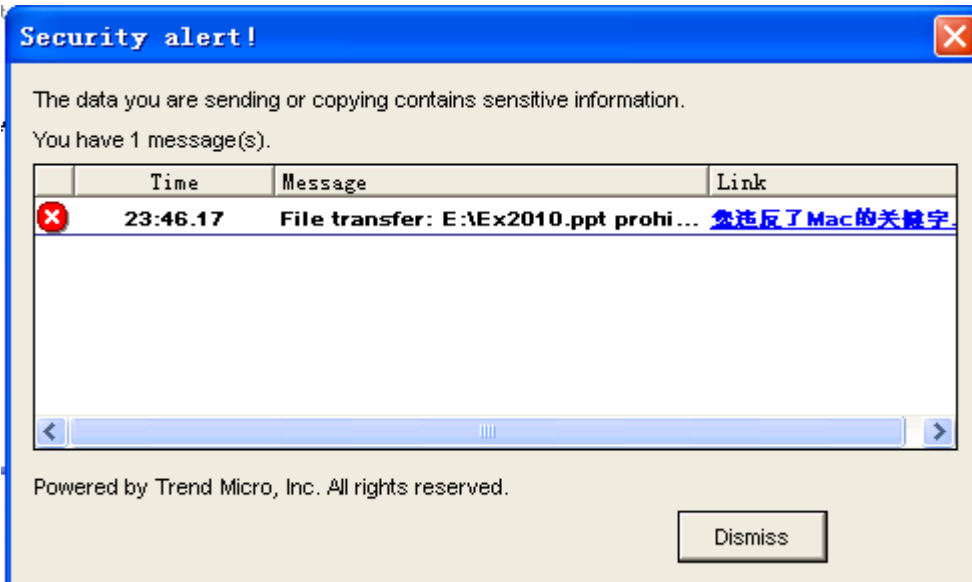 Security alert!
The data you are sending or copying contains sensitive information.
You have 1 message(s).
Time Message Link
23:46.17 File transfer: E:\Ex2010.ppt prohi... 您违反了Mac的关键字.
Powered by Trend Micro, Inc. All rights reserved.
Dismiss